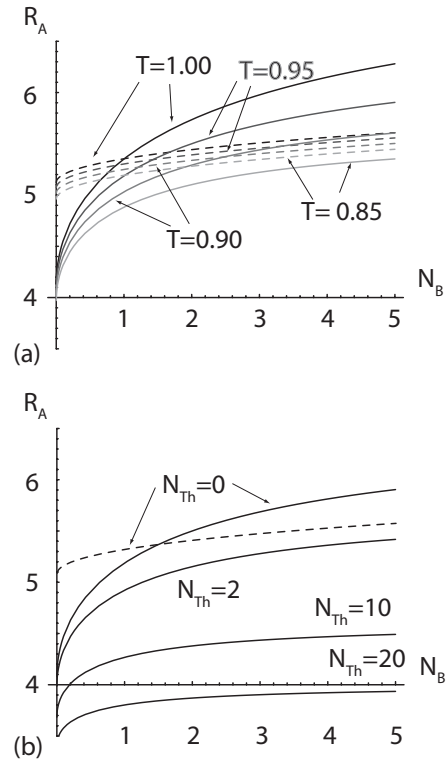 R_A
T=1.00
T=0.95
6
5
T=0.90
T= 0.85
4
N_B
1 2 3 4 5
(a)
R_A
6
N_Th=0
5
N_Th=2
N_Th=10
N_Th=20
4
N_B
1 2 3 4 5
(b)